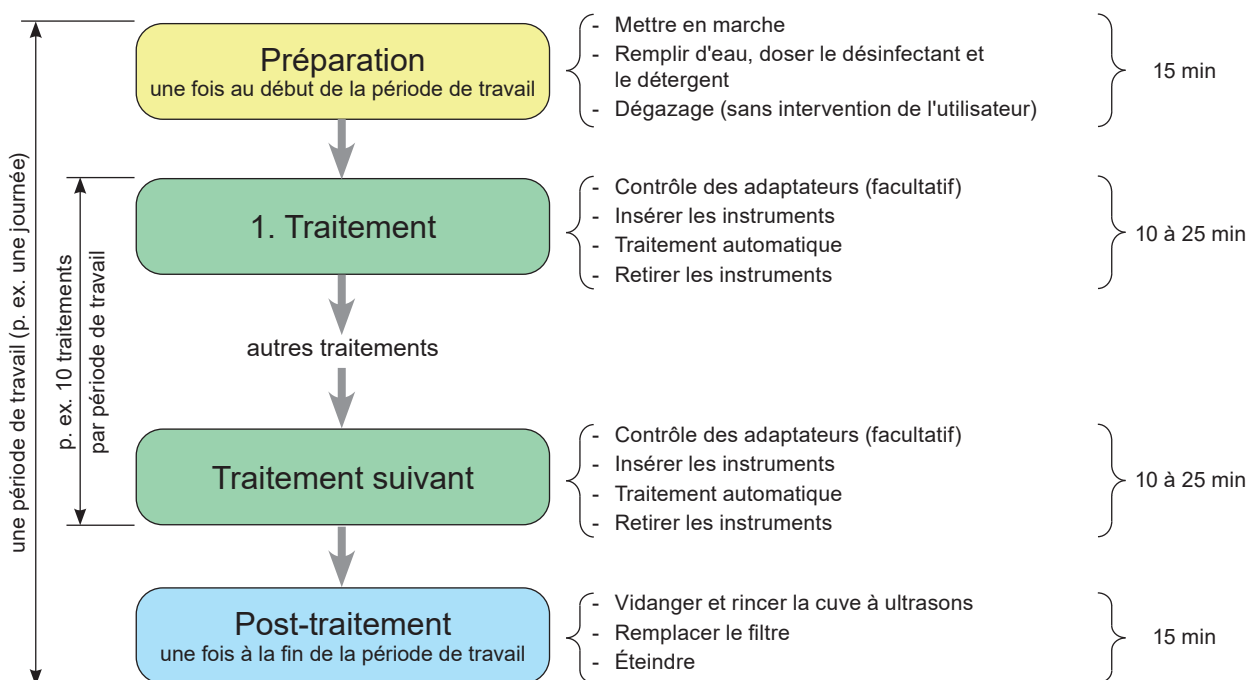 Préparation
une fois au début de la période de travail
- Mettre en marche
- Remplir d'eau, doser le désinfectant et
le détergent
- Dégazage (sans intervention de l'utilisateur)
15 min
1. Traitement
- Contrôle des adaptateurs (facultatif)
- Insérer les instruments
- Traitement automatique
- Retirer les instruments
10 à 25 min
autres traitements
Traitement suivant
- Contrôle des adaptateurs (facultatif)
- Insérer les instruments
- Traitement automatique
- Retirer les instruments
10 à 25 min
Post-traitement
une fois à la fin de la période de travail
- Vidanger et rincer la cuve à ultrasons
- Remplacer le filtre
- Éteindre
15 min
une période de travail (p. ex. une journée)
p. ex. 10 traitements
par période de travail